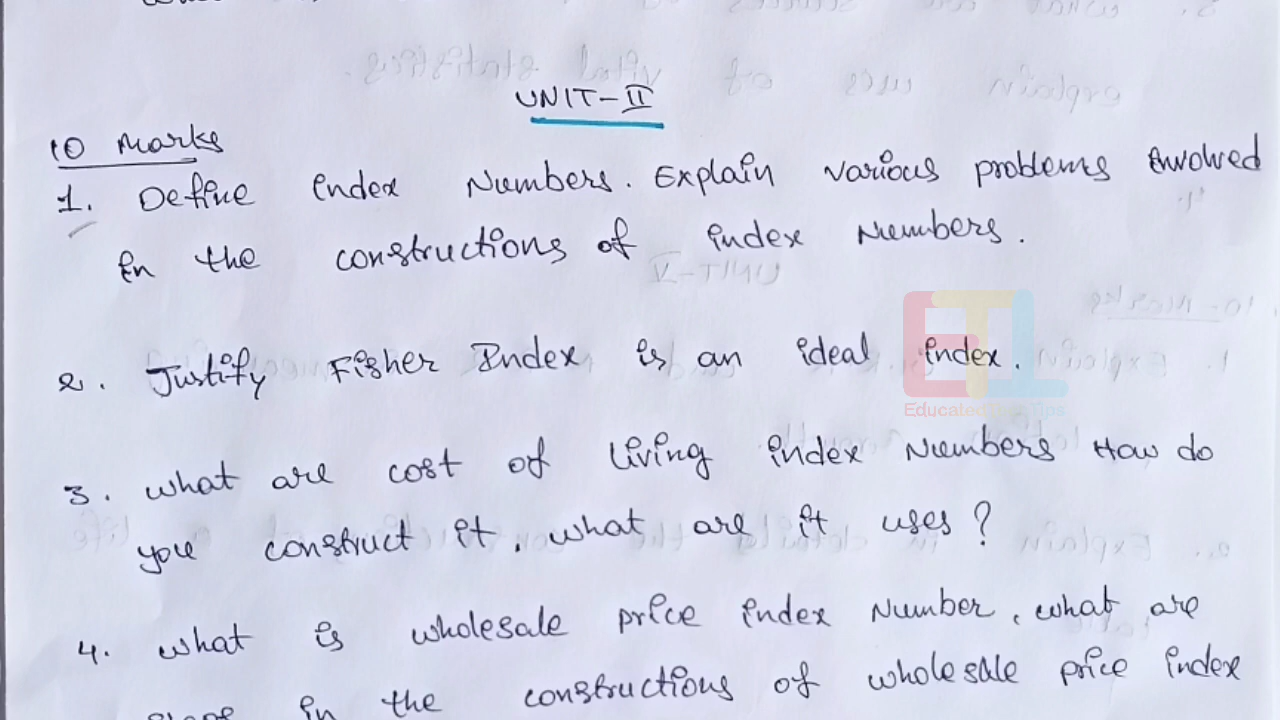 UNIT-II
10 Marks
1. Define index Numbers. Explain various problems involved
in the constructions of index Numbers.
2. Justify Fisher Index is an ideal index.
Educated Tips
3. what are cost of living index Numbers How do
you construct it, what are it uses?
4. what is wholesale price index Number, what are
in the constructions of wholesale price index